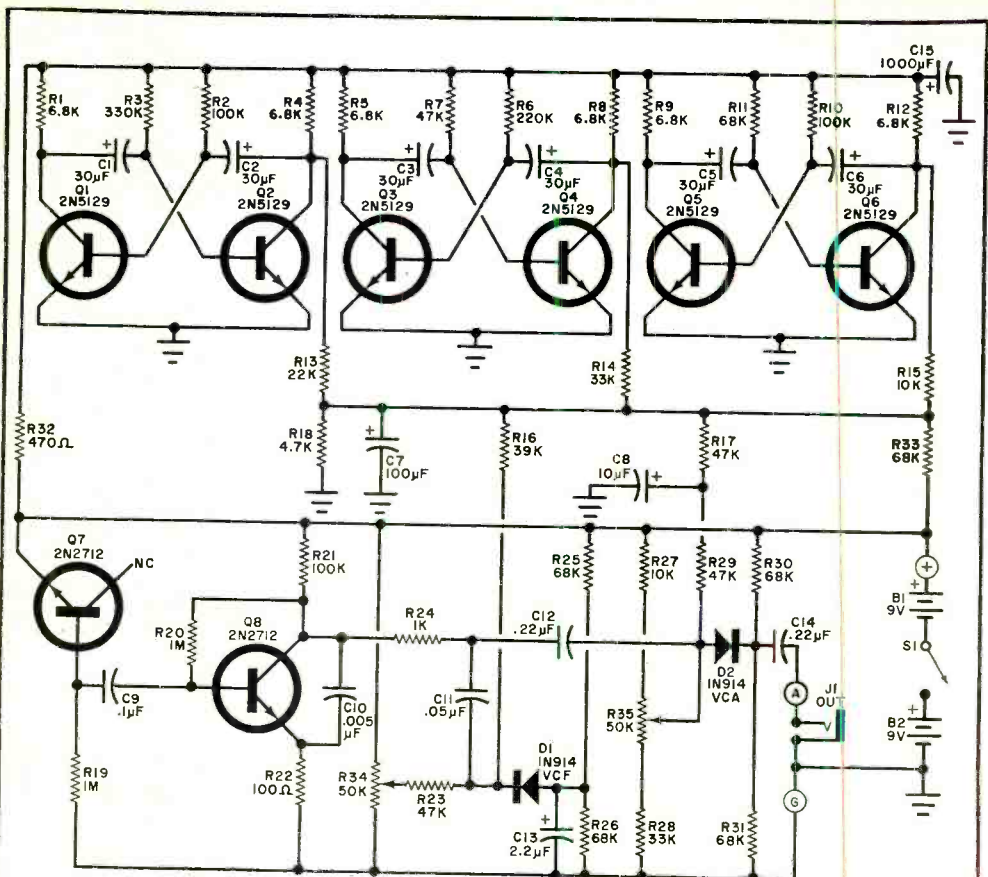 C15
1000µF
+
R1
6.8K
R3
330K
R2
100K
R4
6.8K
R5
6.8K
R7
47K
R6
220K
R8
6.8K
R9
6.8K
R11
68K
R10
100K
R12
6.8K
+
C1
30µF
+
C2
30µF
+
C3
30µF
+
C4
30µF
+
C5
30µF
+
C6
30µF
Q1
2N5129
Q2
2N5129
Q3
2N5129
Q4
2N5129
Q5
2N5129
Q6
2N5129
R13
22K
R14
33K
R15
10K
R32
470Ω
R18
4.7K
+
C7
100µF
R16
39K
C8
10µF
+
R17
47K
R33
68K
Q7
2N2712
NC
R21
100K
R25
68K
R27
10K
R29
47K
R30
68K
+
+
B1
9V
S1
+
B2
9V
R20
1M
Q8
2N2712
R24
1K
C12
.22µF
C14
.22µF
D2
1N914
VCA
A
J1
OUT
C9
.1µF
C10
.005
µF
C11
.05µF
R35
50K
D1
1N914
VCF
R19
1M
R22
100Ω
R34
50K
R23
47K
+
C13
2.2µF
R26
68K
R28
33K
R31
68K
G